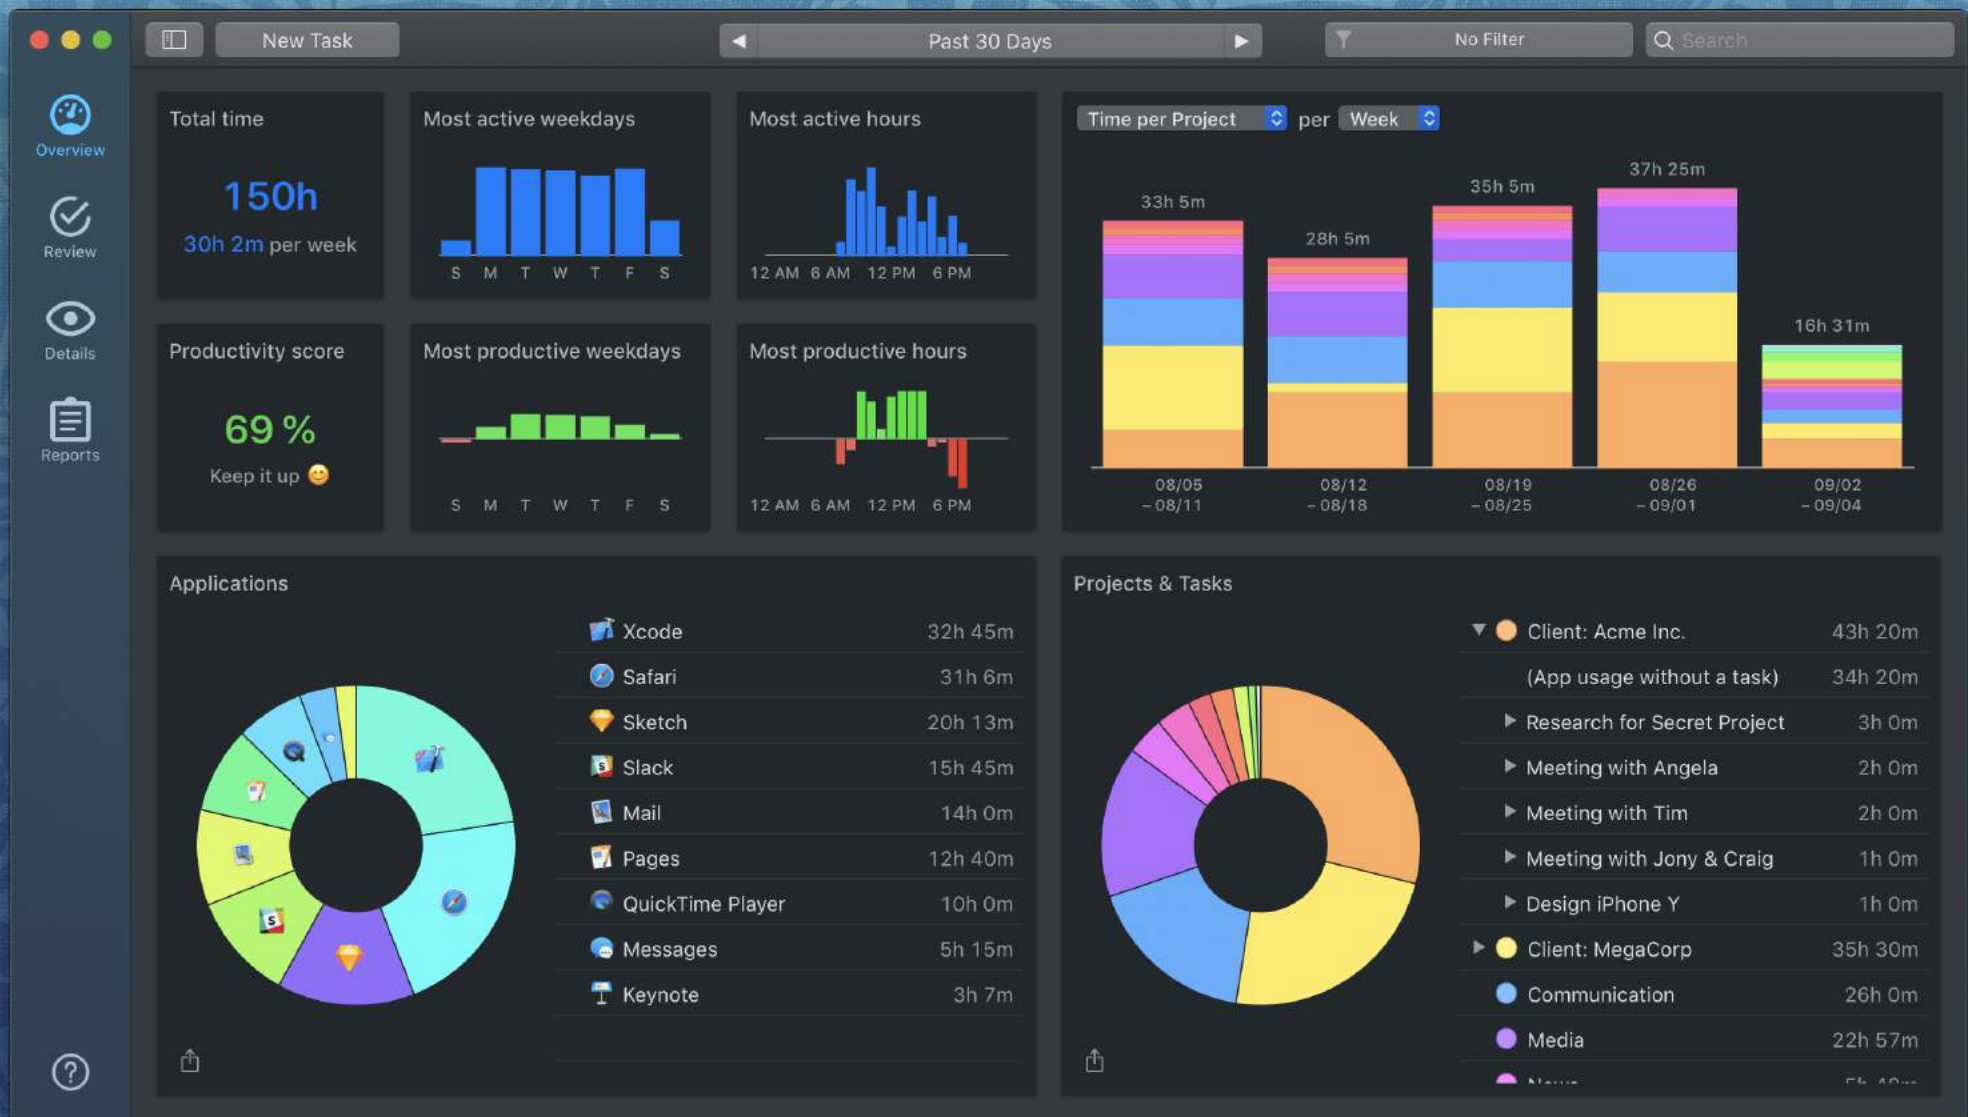 New Task
Past 30 Days
No Filter
Search
Overview
Review
Details
Reports
Total time
150h
30h 2m per week
Most active weekdays
S M T W T F S
Most active hours
12 AM 6 AM 12 PM 6 PM
Time per Project per Week
33h 5m
28h 5m
35h 5m
37h 25m
16h 31m
08/05 – 08/11
08/12 – 08/18
08/19 – 08/25
08/26 – 09/01
09/02 – 09/04
Productivity score
69 %
Keep it up
Most productive weekdays
S M T W T F S
Most productive hours
12 AM 6 AM 12 PM 6 PM
Applications
Xcode 32h 45m
Safari 31h 6m
Sketch 20h 13m
Slack 15h 45m
Mail 14h 0m
Pages 12h 40m
QuickTime Player 10h 0m
Messages 5h 15m
Keynote 3h 7m
Projects & Tasks
Client: Acme Inc. 43h 20m
(App usage without a task) 34h 20m
Research for Secret Project 3h 0m
Meeting with Angela 2h 0m
Meeting with Tim 2h 0m
Meeting with Jony & Craig 1h 0m
Design iPhone Y 1h 0m
Client: MegaCorp 35h 30m
Communication 26h 0m
Media 22h 57m